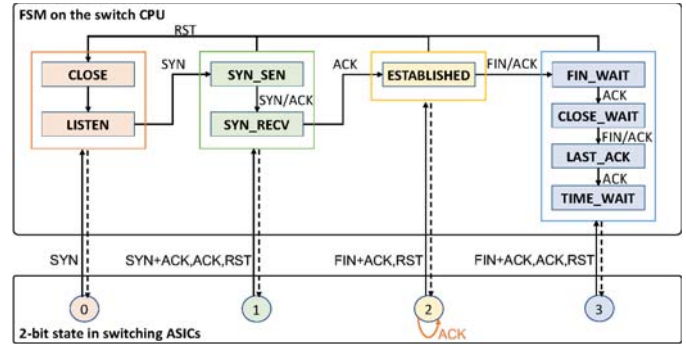 FSM on the switch CPU
RST
CLOSE
SYN
SYN_SEN
ACK
ESTABLISHED
FIN/ACK
FIN_WAIT
SYN/ACK
ACK
LISTEN
SYN_RECV
CLOSE_WAIT
FIN/ACK
LAST_ACK
ACK
TIME_WAIT
SYN
SYN+ACK,ACK,RST
FIN+ACK,RST
FIN+ACK,ACK,RST
0
1
2
3
2-bit state in switching ASICs
ACK